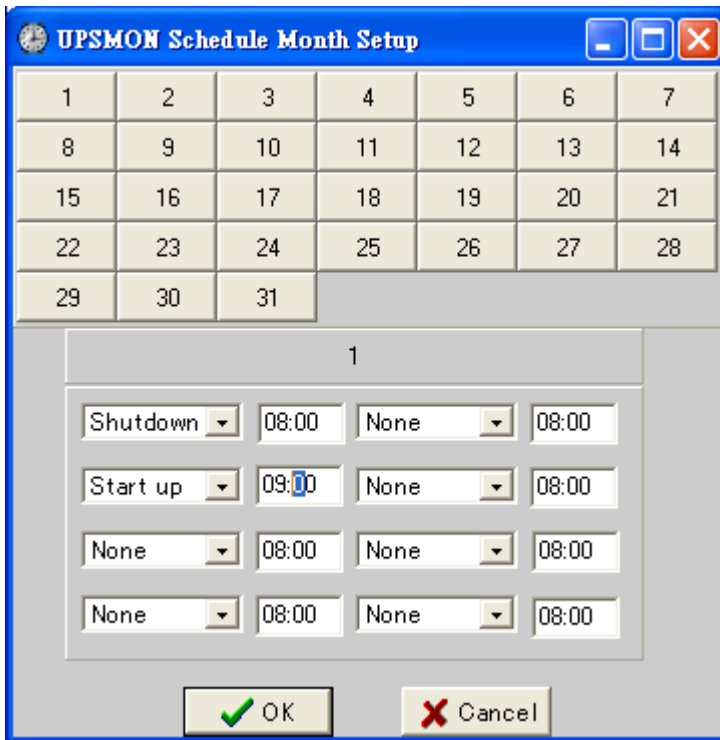 UPSMON Schedule Month Setup
1 2 3 4 5 6 7
8 9 10 11 12 13 14
15 16 17 18 19 20 21
22 23 24 25 26 27 28
29 30 31
1
Shutdown 08:00 None 08:00
Start up 09:00 None 08:00
None 08:00 None 08:00
None 08:00 None 08:00
OK Cancel